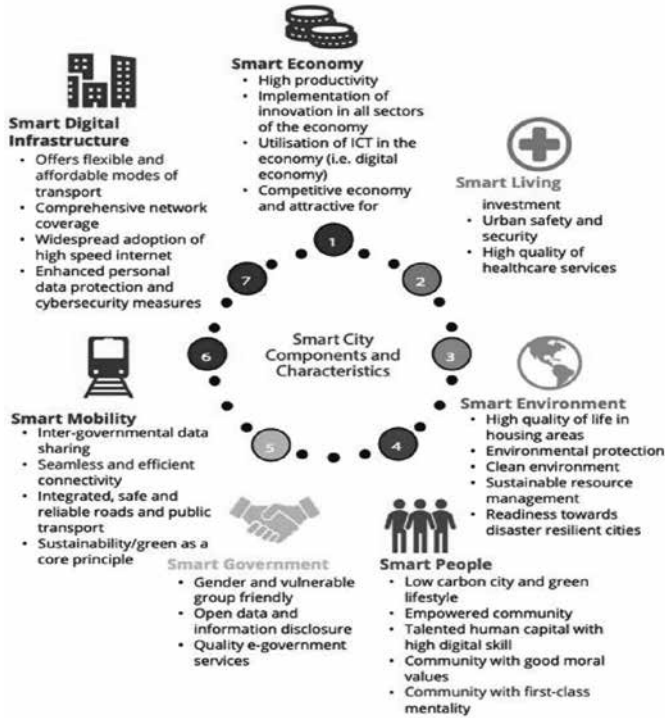 Smart Economy
• High productivity
• Implementation of
innovation in all sectors
of the economy
• Utilisation of ICT in the
economy (i.e. digital
economy)
• Competitive economy
and attractive for
Smart Living
investment
• Urban safety and
security
• High quality of
healthcare services
Smart Environment
• High quality of life in
housing areas
• Environmental protection
• Clean environment
• Sustainable resource
management
• Readiness towards
disaster resilient cities
Smart People
• Low carbon city and green
lifestyle
• Empowered community
• Talented human capital with
high digital skill
• Community with good moral
values
• Community with first-class
mentality
Smart Government
• Gender and vulnerable
group friendly
• Open data and
information disclosure
• Quality e-government
services
Smart Mobility
• Inter-governmental data
sharing
• Seamless and efficient
connectivity
• Integrated, safe and
reliable roads and public
transport
• Sustainability/green as a
core principle
Smart Digital
Infrastructure
• Offers flexible and
affordable modes of
transport
• Comprehensive network
coverage
• Widespread adoption of
high speed internet
• Enhanced personal
data protection and
cybersecurity measures
1
2
3
4
5
6
7
Smart City
Components and
Characteristics